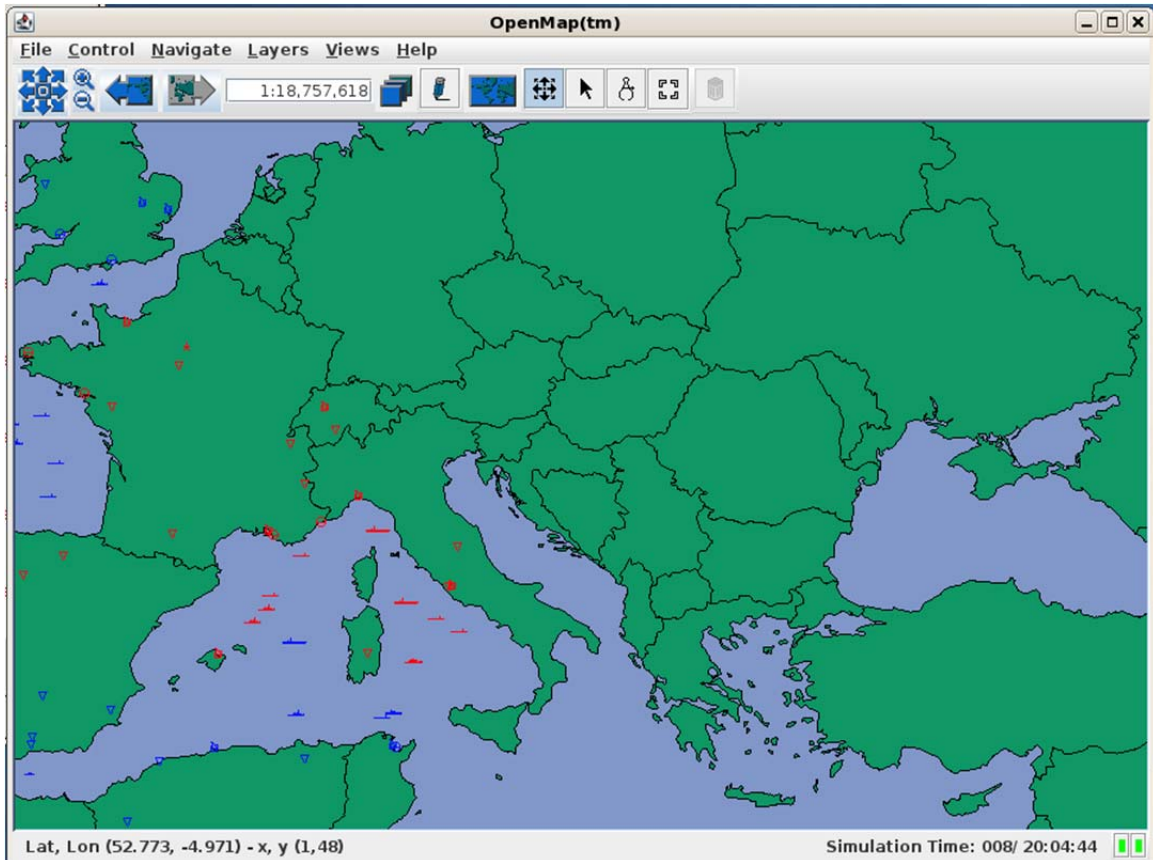 OpenMap(tm)
File Control Navigate Layers Views Help
1:18,757,618
Lat, Lon (52.773, -4.971) - x, y (1,48)
Simulation Time: 008/ 20:04:44